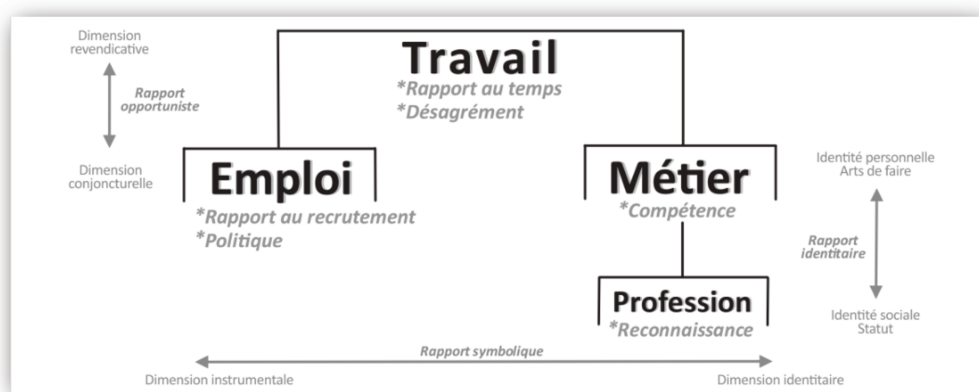 Dimension
revendicative
Rapport
opportuniste
Dimension
conjoncturelle
Travail
*Rapport au temps
*Désagrément
Emploi
*Rapport au recrutement
*Politique
Métier
*Compétence
Identité personnelle
Arts de faire
Rapport
identitaire
Identité sociale
Statut
Profession
*Reconnaissance
Rapport symbolique
Dimension instrumentale
Dimension identitaire